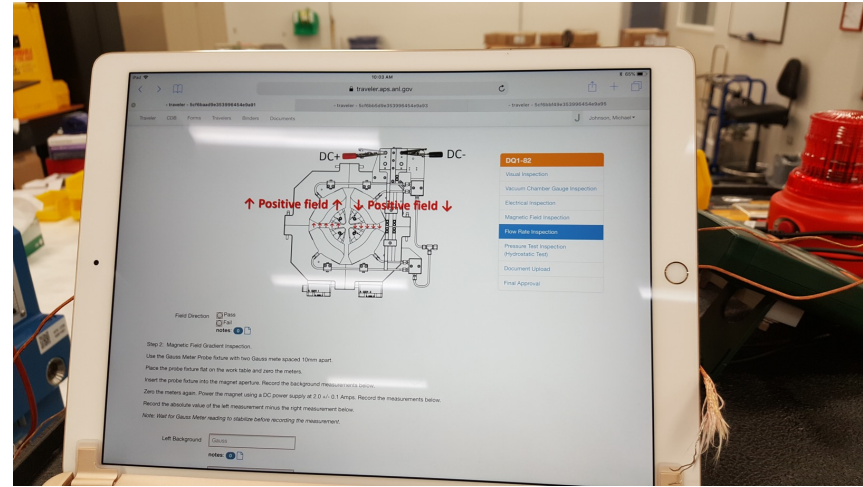 iPad
10:03 AM
85%
traveler.aps.anl.gov
Traveler GDB Forms Travelers Binders Documents
J Johnson, Michael
DC+ DC-
↑ Positive field ↑ ↓ Positive field ↓
DQ1-82
Visual Inspection
Vacuum Chamber Gauge Inspection
Electrical Inspection
Magnetic Field Inspection
Flow Rate Inspection
Pressure Test Inspection
(Hydrostatic Test)
Document Upload
Final Approval
Field Direction Pass
Fail
notes: 0
Step 2: Magnetic Field Gradient Inspection.
Use the Gauss Meter Probe fixture with two Gauss mete spaced 10mm apart.
Place the probe fixture flat on the work table and zero the meters.
Insert the probe fixture into the magnet aperture. Record the background measurements below.
Zero the meters again. Power the magnet using a DC power supply at 2.0 +/- 0.1 Amps. Record the measurements below.
Record the absolute value of the left measurement minus the right measurement below.
Note: Wait for Gauss Meter reading to stabilize before recording the measurement.
Left Background Gauss
notes: 0